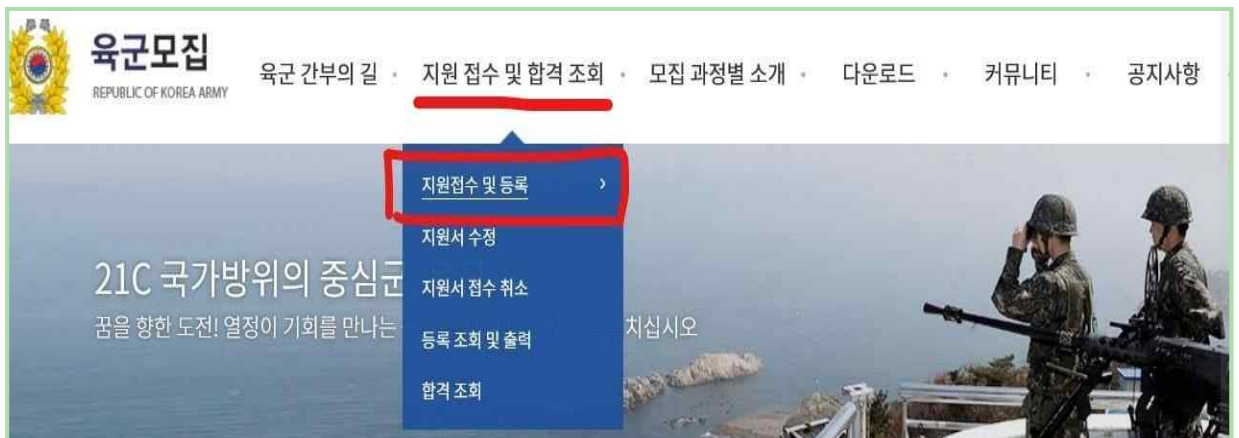 육군모집
REPUBLIC OF KOREA ARMY
육군 간부의 길 · 지원 접수 및 합격 조회 · 모집 과정별 소개 · 다운로드 · 커뮤니티 · 공지사항
지원접수 및 등록 >
지원서 수정
지원서 접수 취소
등록 조회 및 출력
합격 조회
21C 국가방위의 중심군
꿈을 향한 도전! 열정이 기회를 만나는 치십시오